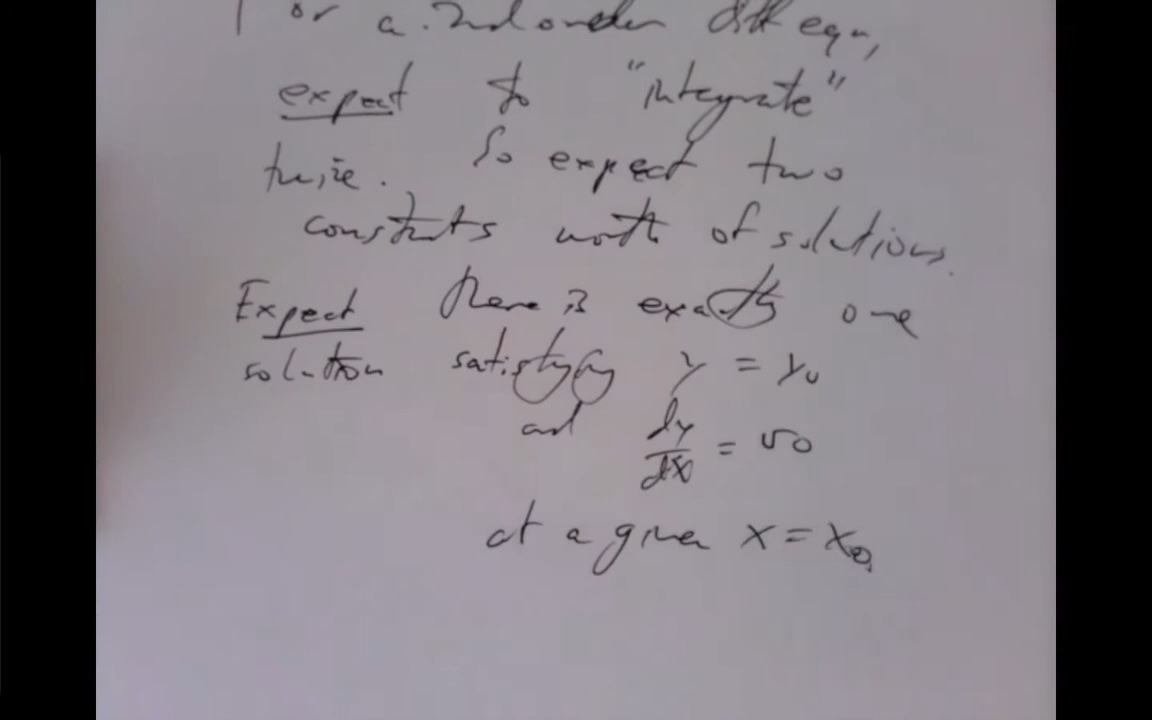 For a 2nd order diff eqn,
expect to "integrate"
twice. So expect two
constants worth of solutions.
Expect there is exactly one
solution satisfying y = y₀
and dy/dx = v₀
at a given x = x₀.